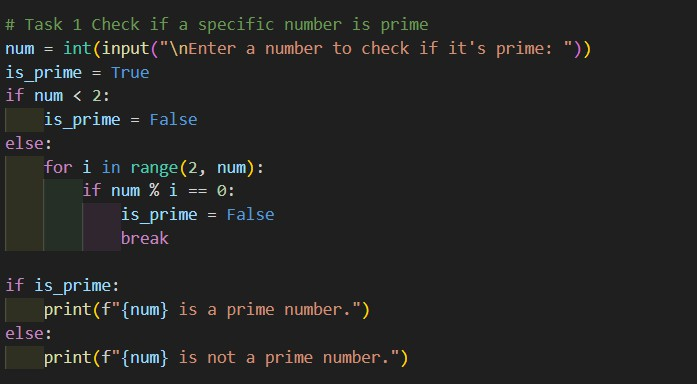 # Task 1 Check if a specific number is prime
num = int(input("\nEnter a number to check if it's prime: "))
is_prime = True
if num < 2:
    is_prime = False
else:
    for i in range(2, num):
        if num % i == 0:
            is_prime = False
            break

if is_prime:
    print(f"{num} is a prime number.")
else:
    print(f"{num} is not a prime number.")